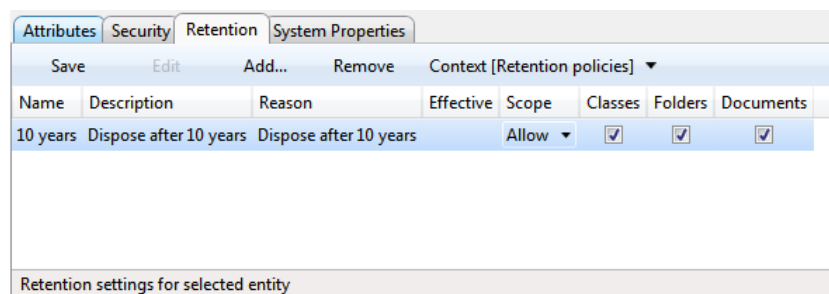 Attributes Security Retention System Properties
Save Edit Add... Remove Context [Retention policies]
Name Description Reason Effective Scope Classes Folders Documents
10 years Dispose after 10 years Dispose after 10 years Allow
Retention settings for selected entity